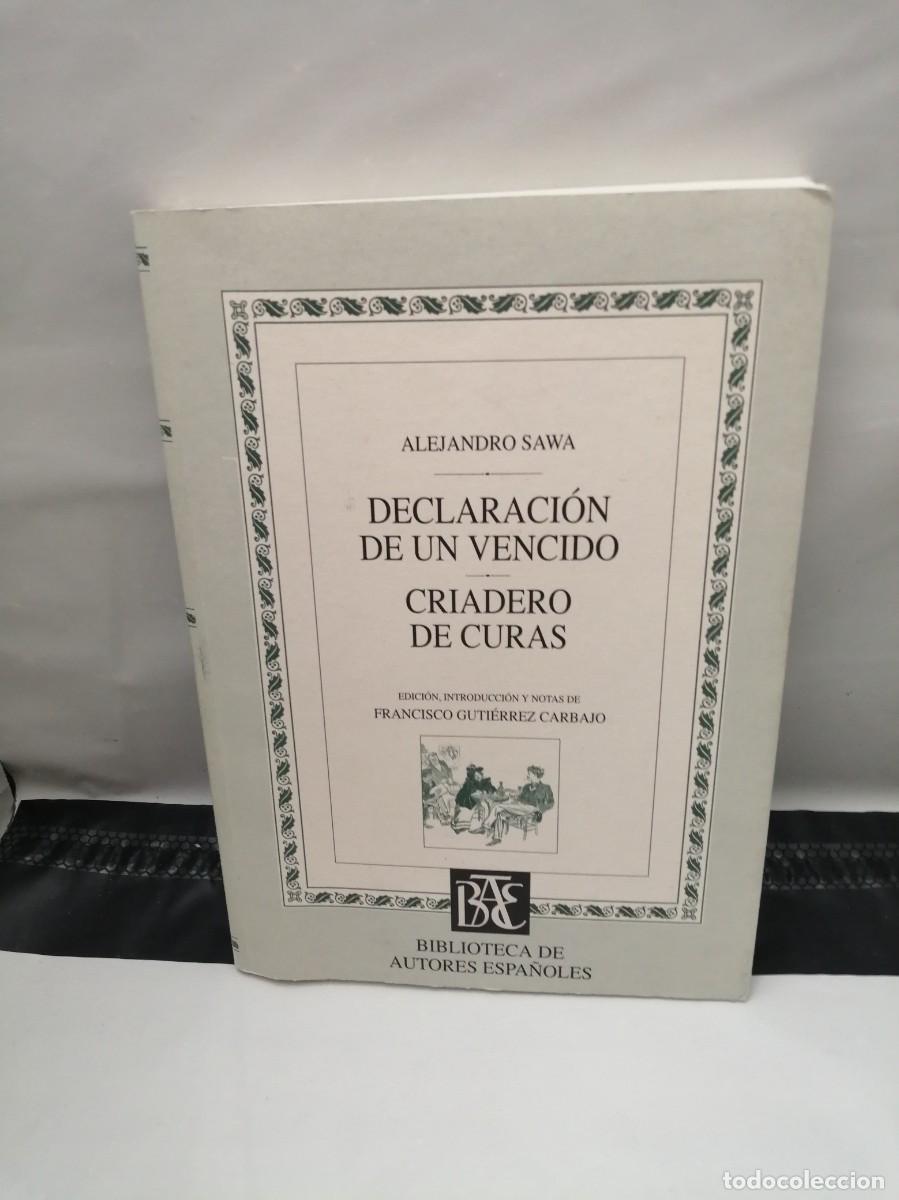 ALEJANDRO SAWA
DECLARACIÓN
DE UN VENCIDO
CRIADERO
DE CURAS
EDICIÓN, INTRODUCCIÓN Y NOTAS DE
FRANCISCO GUTIÉRREZ CARBAJO
BAE
BIBLIOTECA DE
AUTORES ESPAÑOLES
todocoleccion